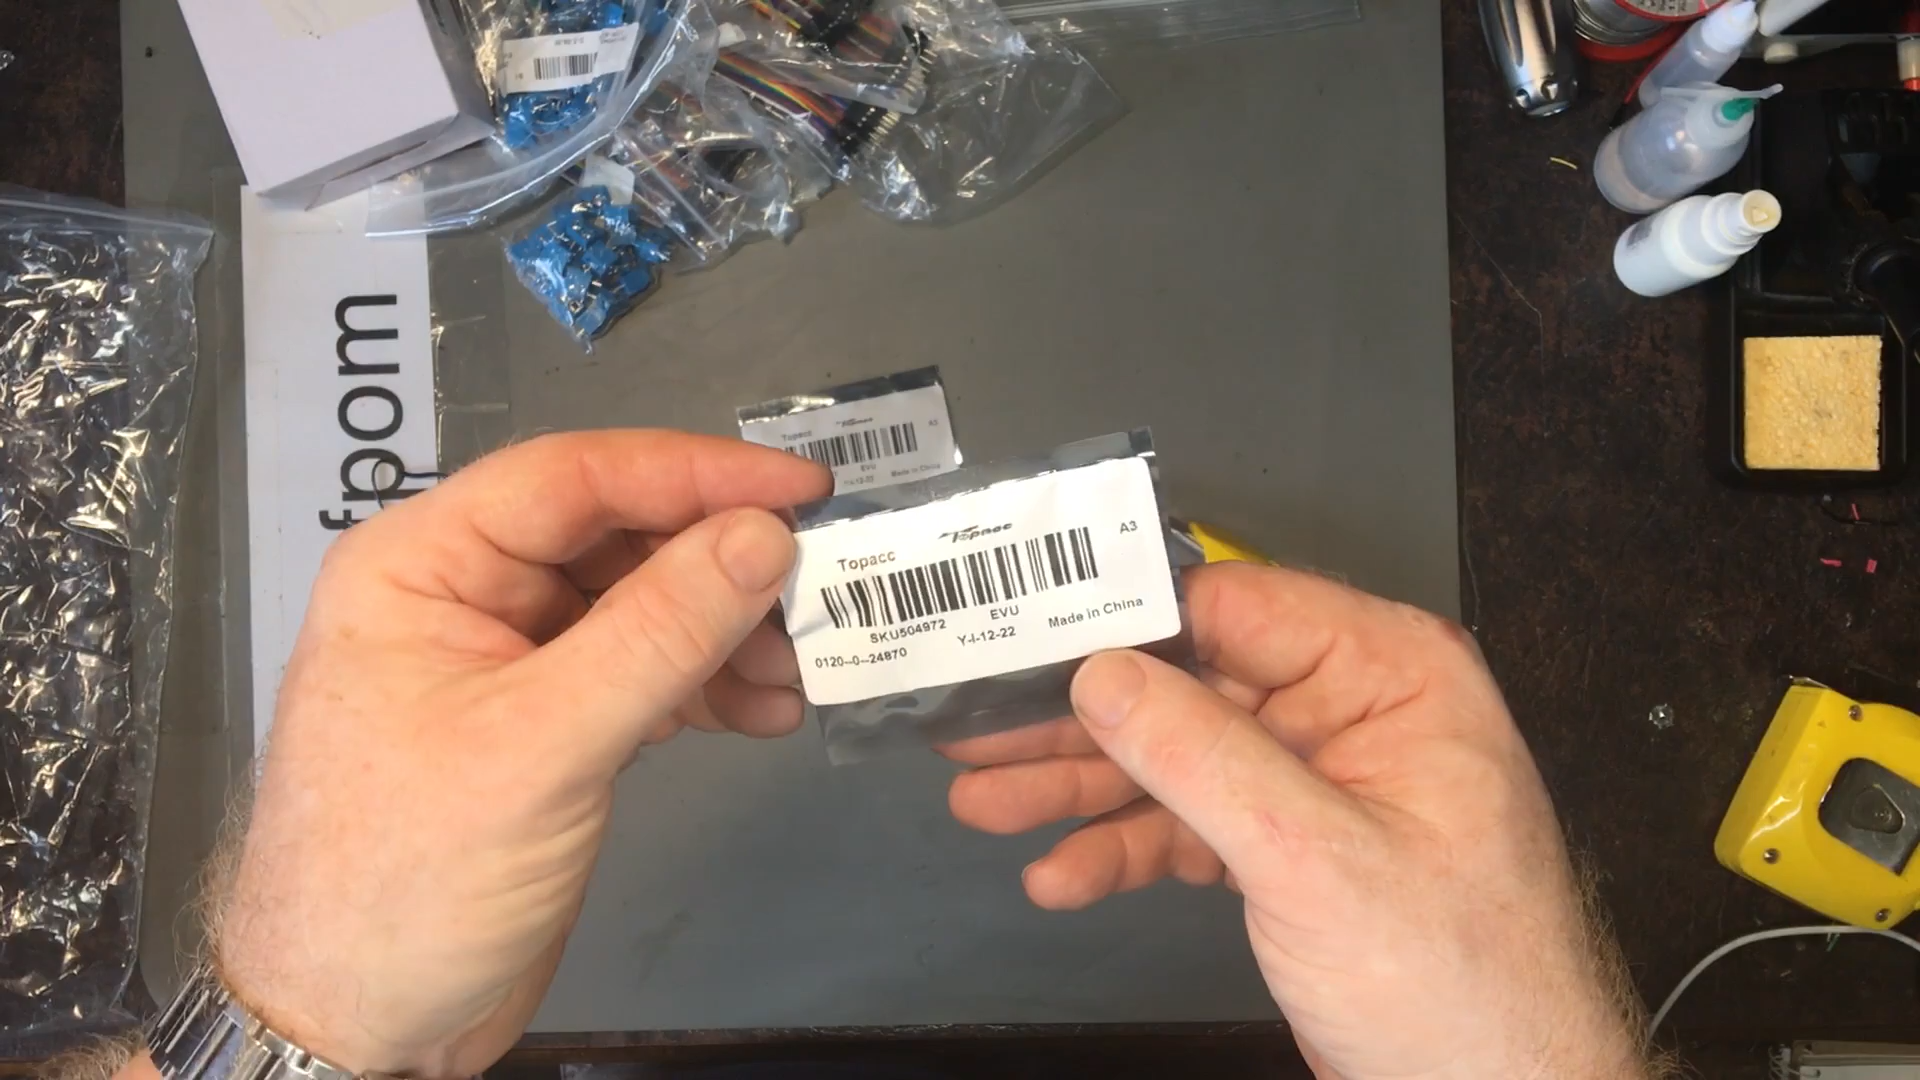 fpom
Topacc
A3
EVU
Made in China
Topacc
Topacc
A3
SKU504972
EVU
0120--0--24870
Y-I-12-22
Made in China